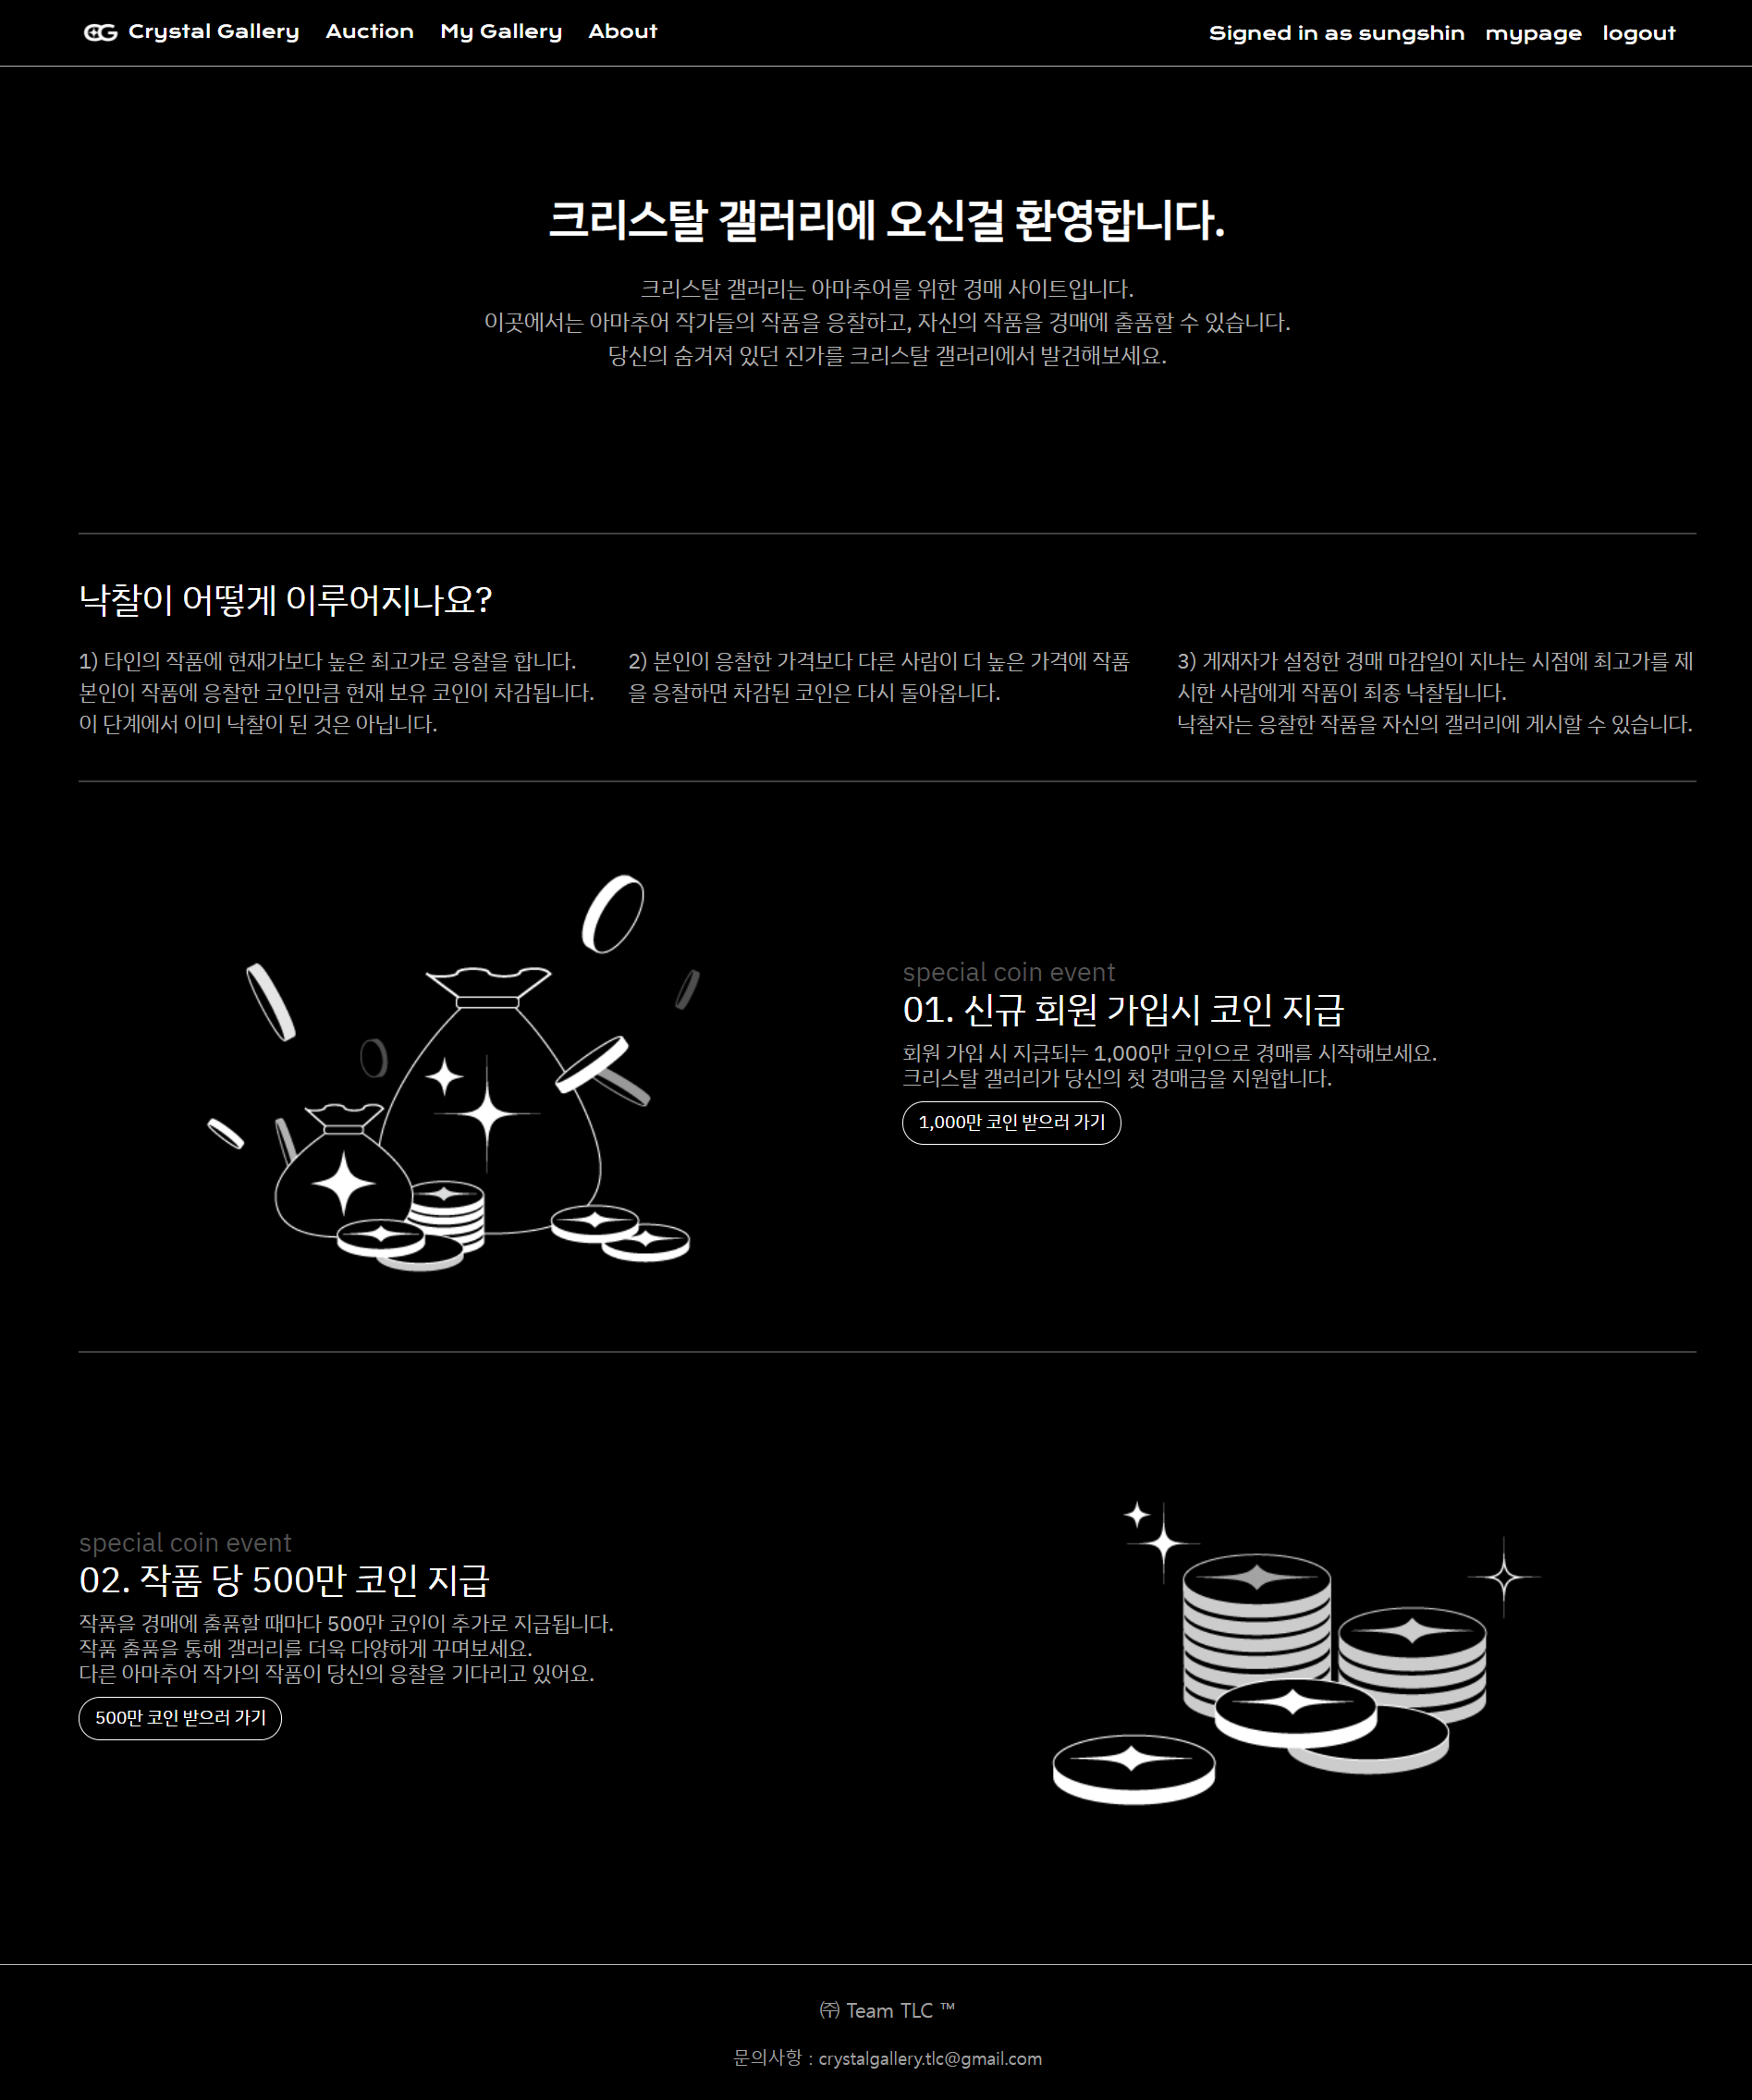 CG Crystal Gallery Auction My Gallery About Signed in as sungshin mypage logout
크리스탈 갤러리에 오신걸 환영합니다.
크리스탈 갤러리는 아마추어를 위한 경매 사이트입니다.
이곳에서는 아마추어 작가들의 작품을 응찰하고, 자신의 작품을 경매에 출품할 수 있습니다.
당신의 숨겨져 있던 진가를 크리스탈 갤러리에서 발견해보세요.
낙찰이 어떻게 이루어지나요?
1) 타인의 작품에 현재가보다 높은 최고가로 응찰을 합니다.
본인이 작품에 응찰한 코인만큼 현재 보유 코인이 차감됩니다.
이 단계에서 이미 낙찰이 된 것은 아닙니다.
2) 본인이 응찰한 가격보다 다른 사람이 더 높은 가격에 작품
을 응찰하면 차감된 코인은 다시 돌아옵니다.
3) 게재자가 설정한 경매 마감일이 지나는 시점에 최고가를 제
시한 사람에게 작품이 최종 낙찰됩니다.
낙찰자는 응찰한 작품을 자신의 갤러리에 게시할 수 있습니다.
special coin event
01. 신규 회원 가입시 코인 지급
회원 가입 시 지급되는 1,000만 코인으로 경매를 시작해보세요.
크리스탈 갤러리가 당신의 첫 경매금을 지원합니다.
1,000만 코인 받으러 가기
special coin event
02. 작품 당 500만 코인 지급
작품을 경매에 출품할 때마다 500만 코인이 추가로 지급됩니다.
작품 출품을 통해 갤러리를 더욱 다양하게 꾸며보세요.
다른 아마추어 작가의 작품이 당신의 응찰을 기다리고 있어요.
500만 코인 받으러 가기
㈜ Team TLC ™
문의사항 : crystalgallery.tlc@gmail.com